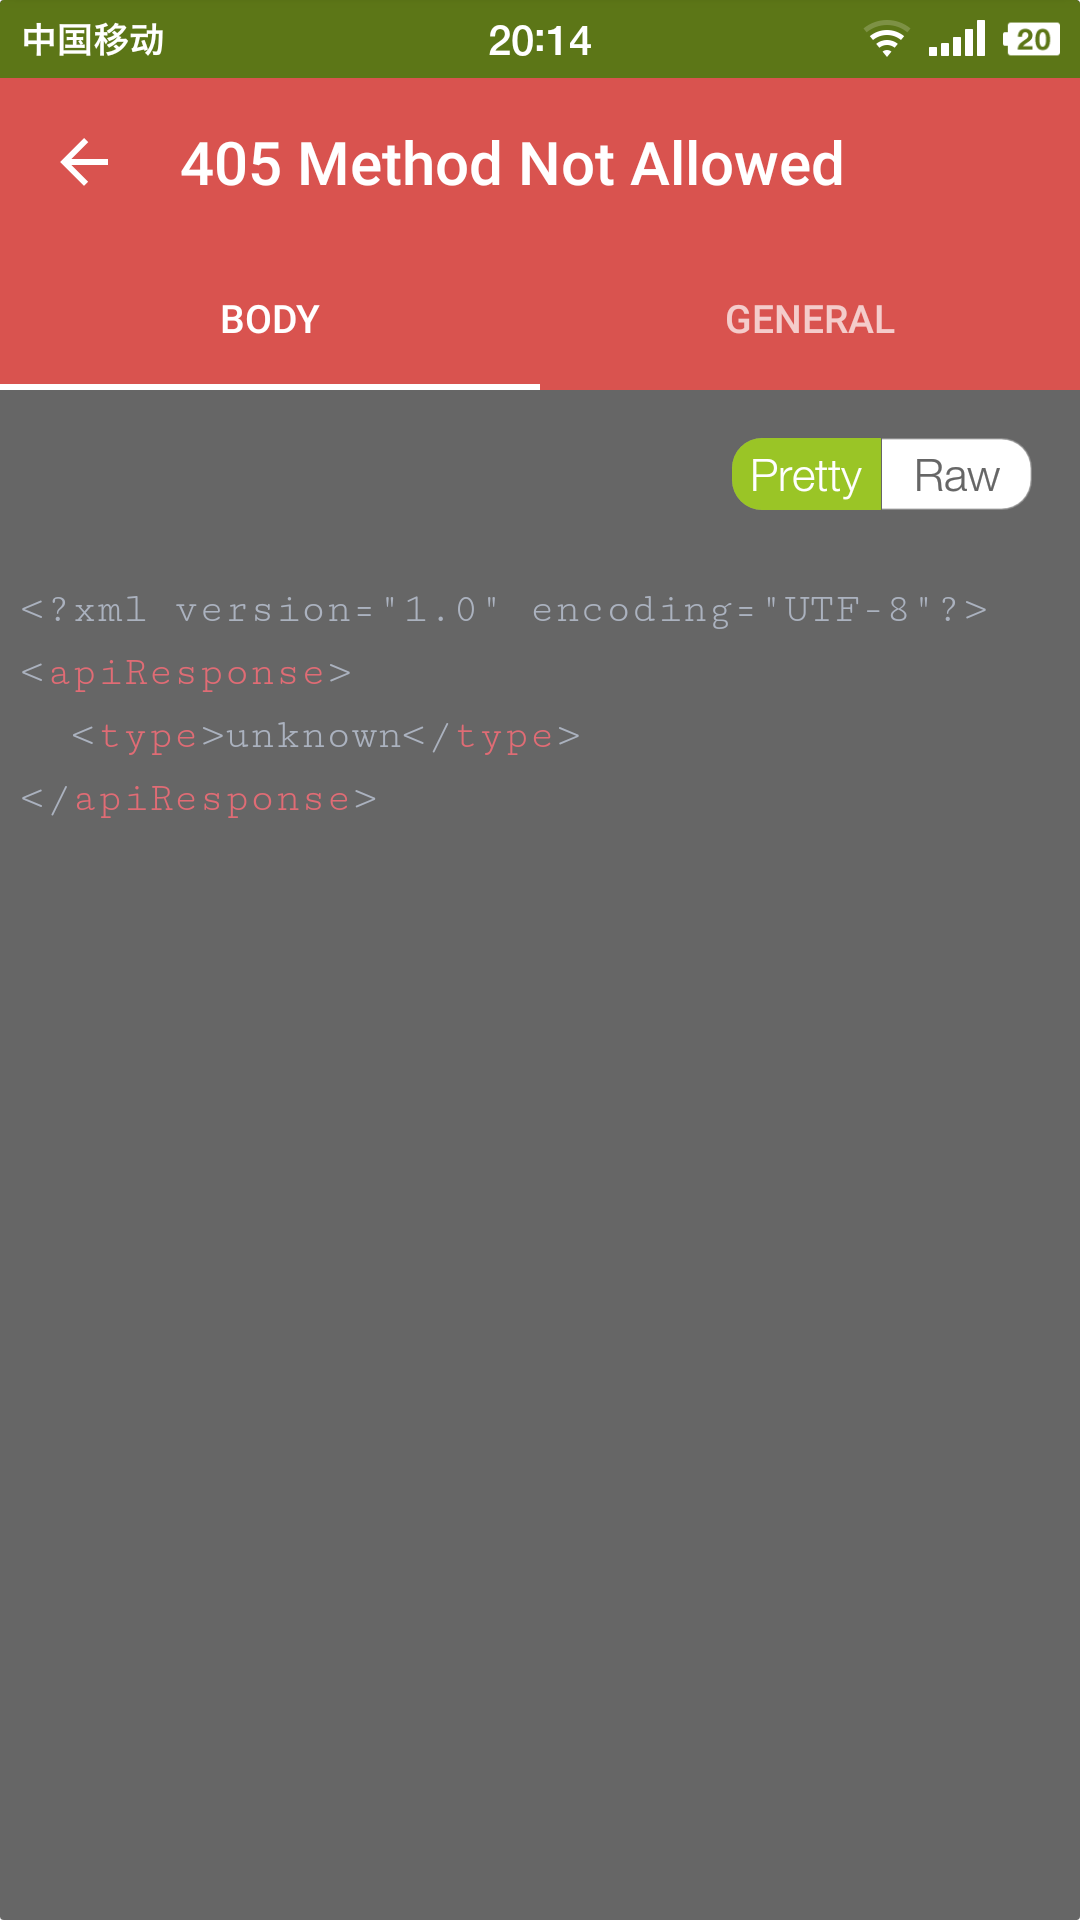 中国移动 20:14 20
405 Method Not Allowed
BODY GENERAL
Pretty Raw
<?xml version="1.0" encoding="UTF-8"?>
<apiResponse>
  <type>unknown</type>
</apiResponse>